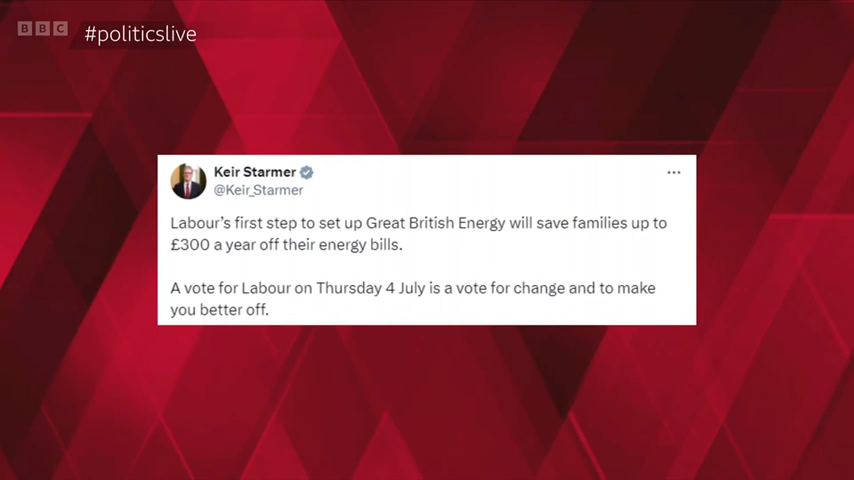 BBC
#politicslive
Keir Starmer
@Keir_Starmer
Labour's first step to set up Great British Energy will save families up to
£300 a year off their energy bills.
A vote for Labour on Thursday 4 July is a vote for change and to make
you better off.